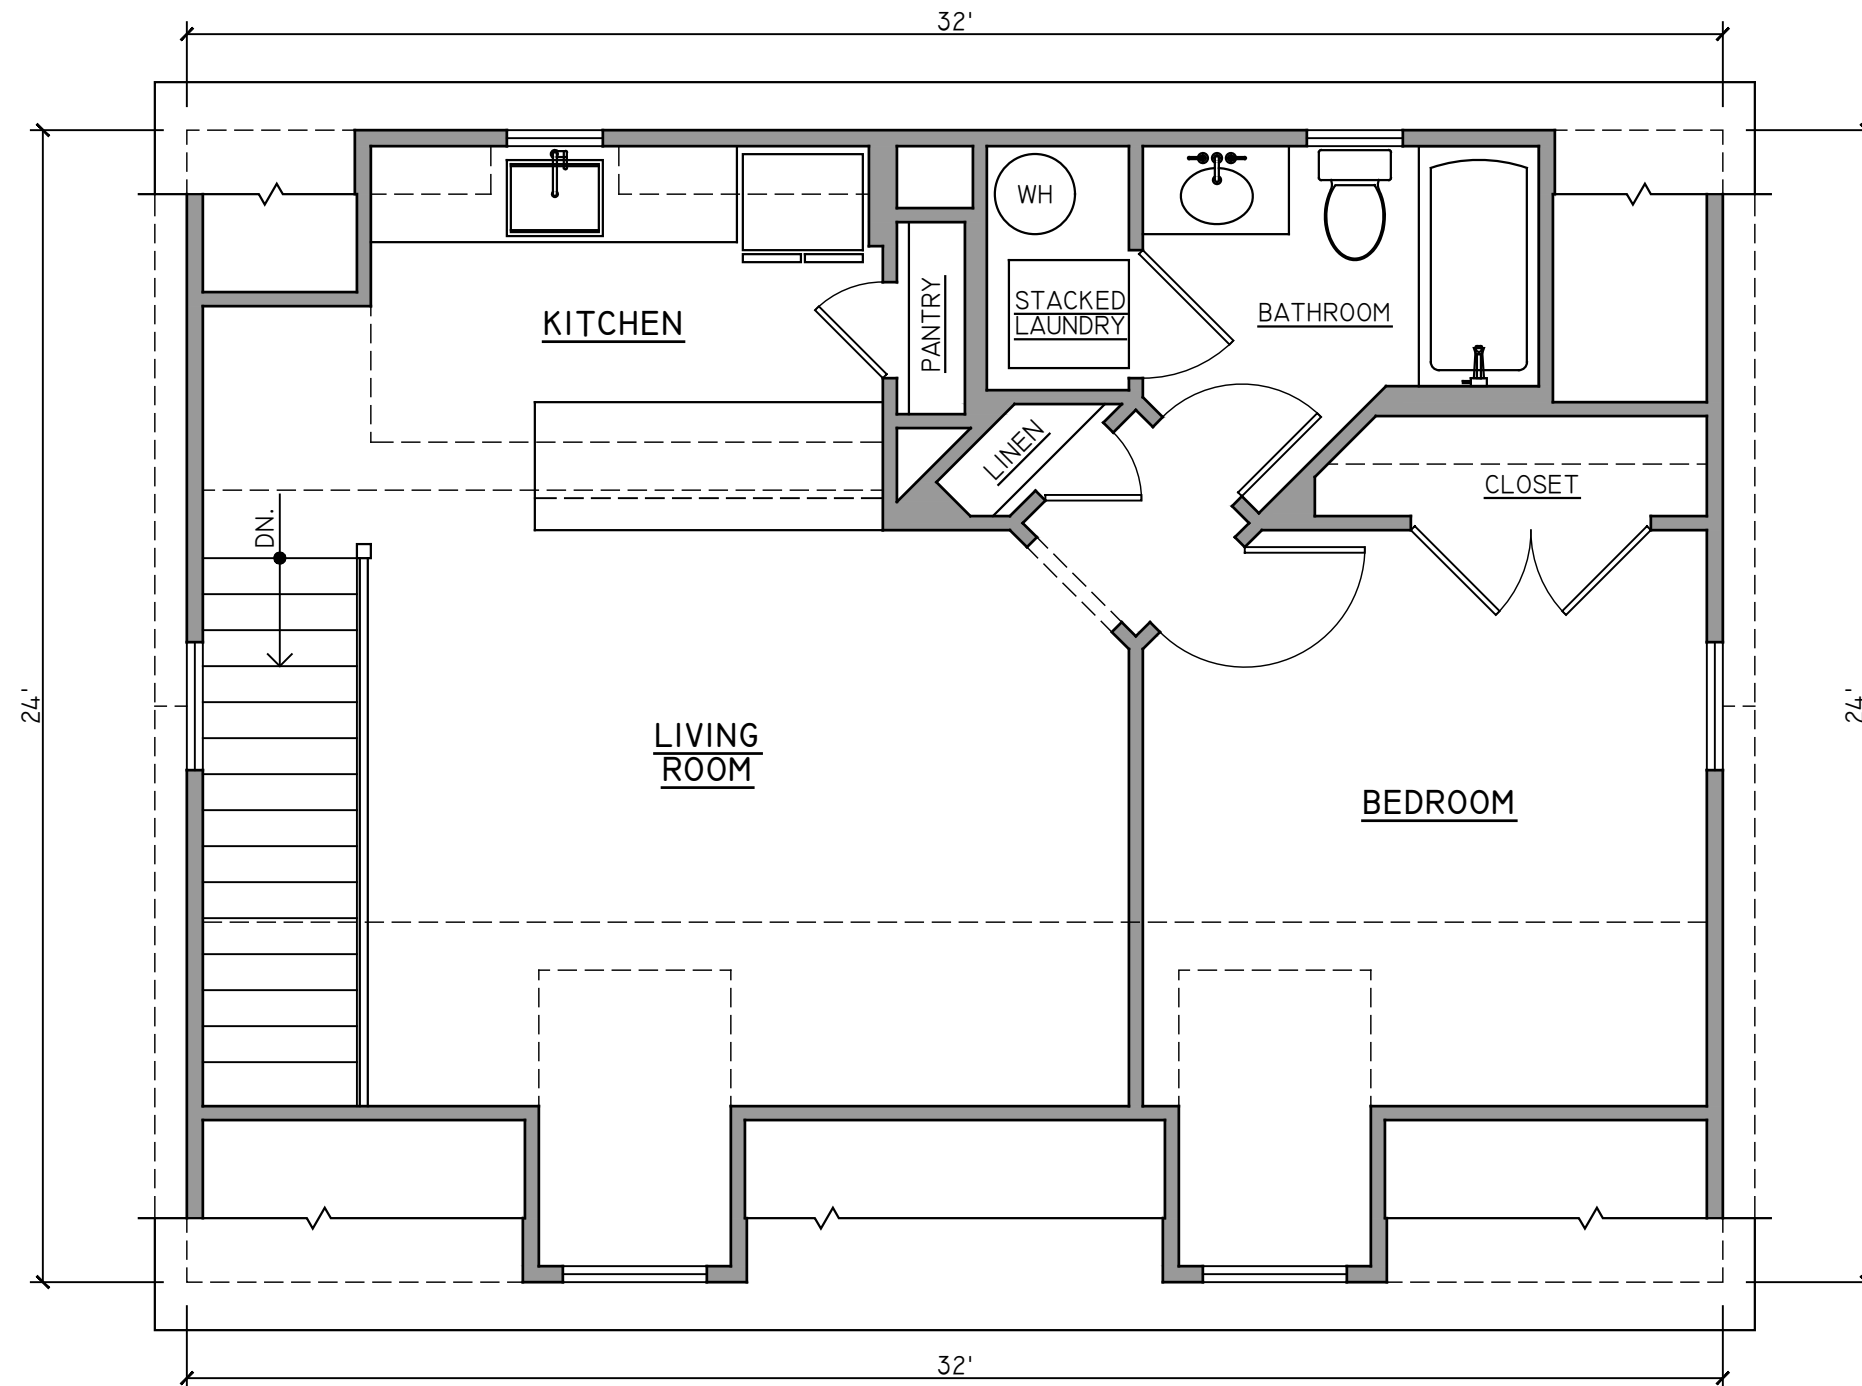 32'
WH
STACKED
LAUNDRY
BATHROOM
KITCHEN
PANTRY
LINEN
CLOSET
DN.
24'
24'
LIVING
ROOM
BEDROOM
32'